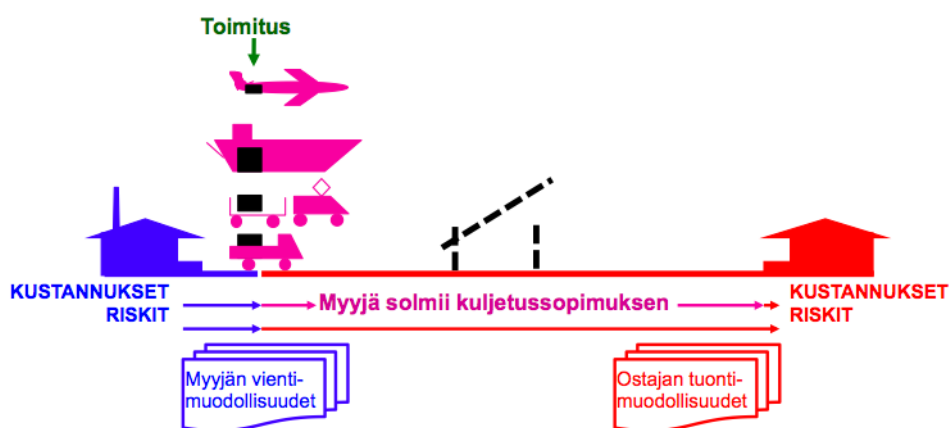 Toimitus
KUSTANNUKSET
RISKIT
Myyjä solmii kuljetussopimuksen
KUSTANNUKSET
RISKIT
Myyjän vienti-
muodollisuudet
Ostajan tuonti-
muodollisuudet